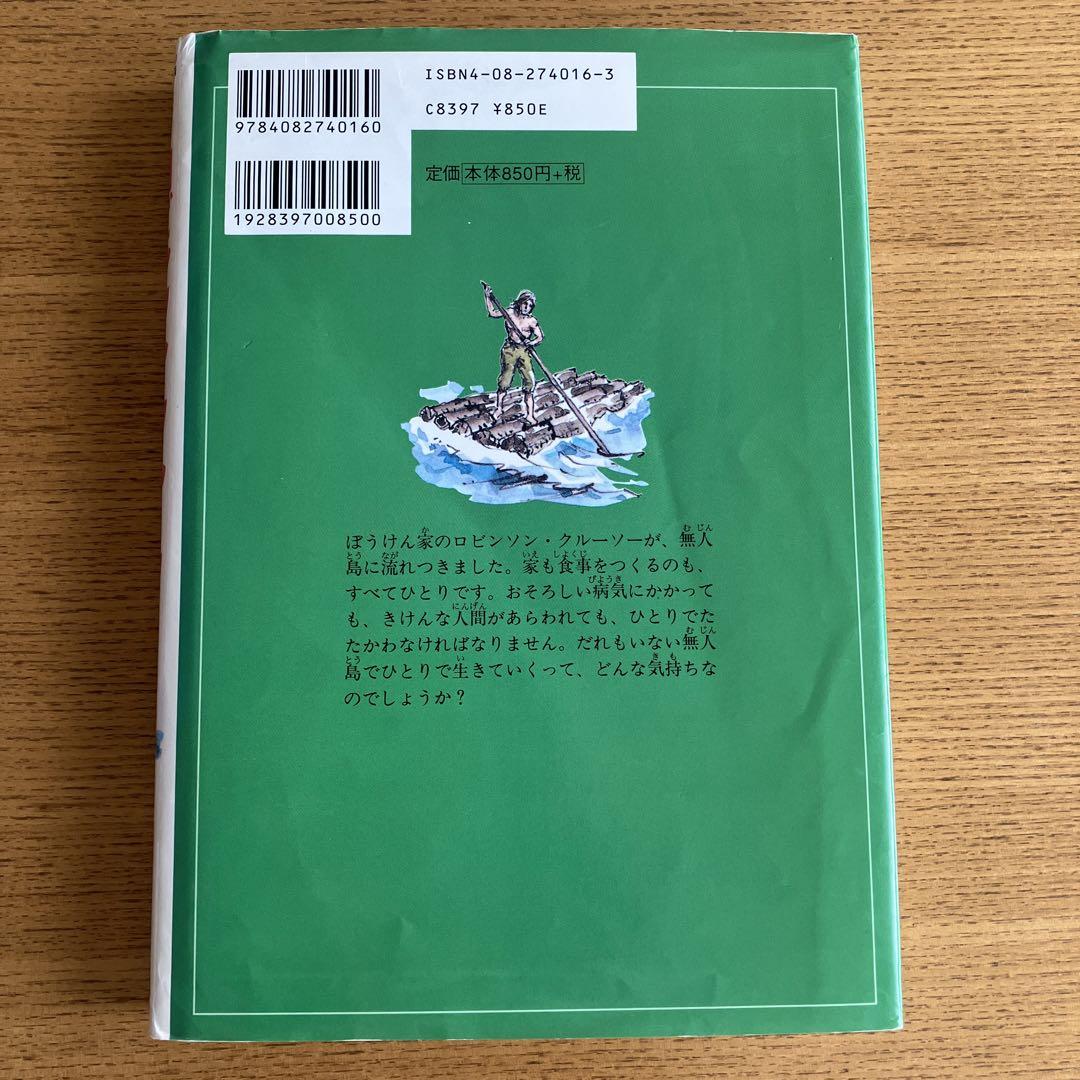 ISBN4-08-274016-3
C8397 ¥850E
9784082740160
定価本体850円+税
1928397008500
ぼうけん家のロビンソン・クルーソーが、無人
島に流れつきました。家も食事をつくるのも、
すべてひとりです。おそろしい病気にかかって
も、きけんな人間があらわれても、ひとりでた
たかわなければなりません。だれもいない無人
島でひとりで生きていくって、どんな気持ちな
のでしょうか？